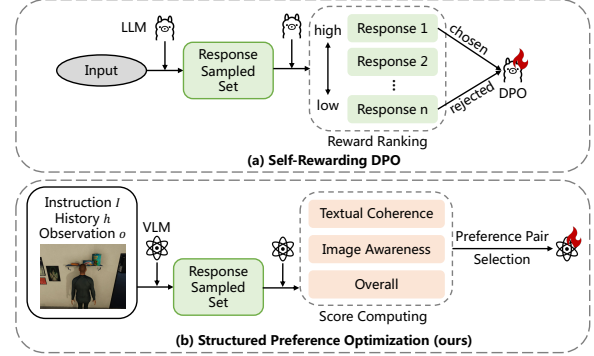 LLM
Input
Response
Sampled
Set
high
low
Response 1
Response 2
⋮
Response n
Reward Ranking
chosen
rejected
DPO
(a) Self-Rewarding DPO
Instruction l
History h
Observation o
VLM
Response
Sampled
Set
Textual Coherence
Image Awareness
Overall
Score Computing
Preference Pair
Selection
(b) Structured Preference Optimization (ours)